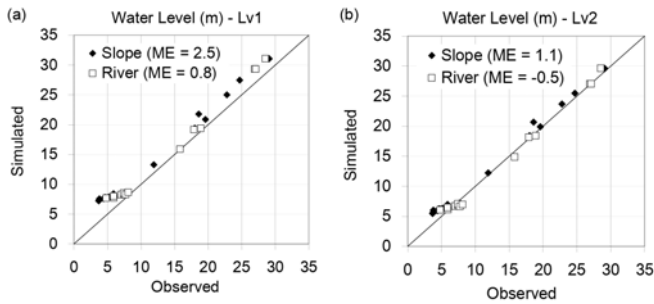 (a) Water Level (m) - Lv1
Slope (ME = 2.5)
River (ME = 0.8)
Simulated
35
30
25
20
15
10
5
0
0 5 10 15 20 25 30 35
Observed
(b) Water Level (m) - Lv2
Slope (ME = 1.1)
River (ME = -0.5)
Simulated
35
30
25
20
15
10
5
0
0 5 10 15 20 25 30 35
Observed